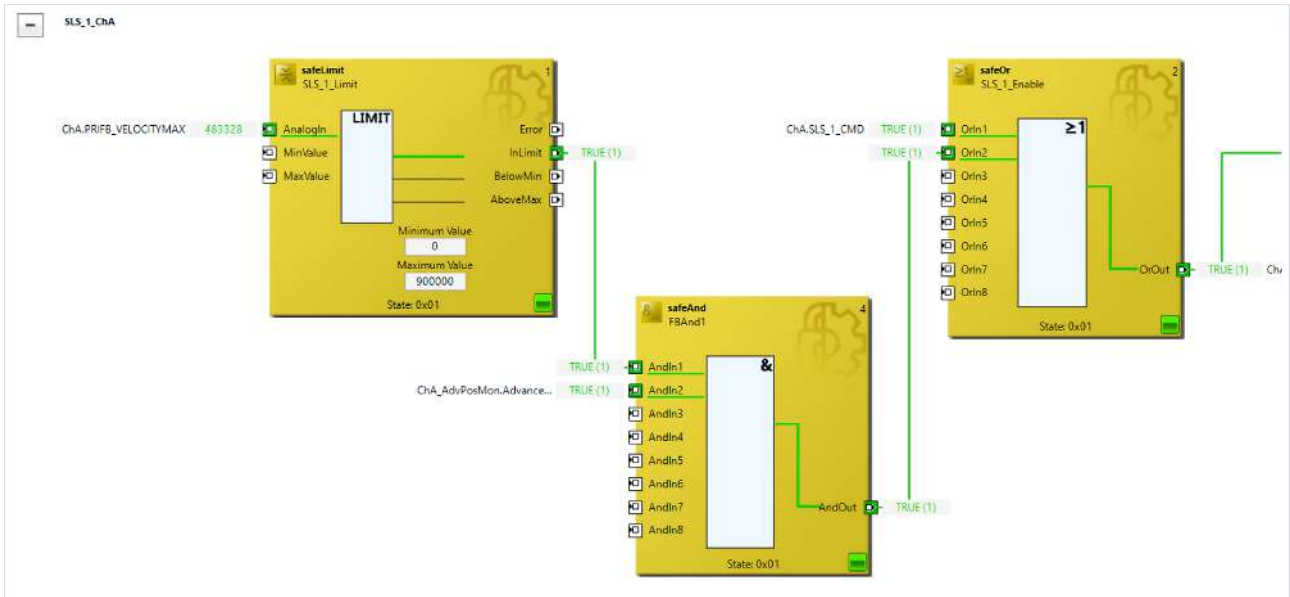 SLS_1_ChA
safeLimit
1
SLS_1_Limit
LIMIT
ChA.PRIFB_VELOCITYMAX 483328 AnalogIn
Error
MinValue
InLimit TRUE (1)
MaxValue
BelowMin
AboveMax
Minimum Value
0
Maximum Value
900000
State: 0x01
safeAnd
4
FBAnd1
&
TRUE (1) AndIn1
ChA_AdvPosMon.Advance... TRUE (1) AndIn2
AndIn3
AndIn4
AndIn5
AndIn6
AndIn7
AndIn8
AndOut TRUE (1)
State: 0x01
≥1
safeOr
2
SLS_1_Enable
≥1
ChA.SLS_1_CMD TRUE (1) OrIn1
TRUE (1) OrIn2
OrIn3
OrIn4
OrIn5
OrIn6
OrIn7
OrIn8
OrOut TRUE (1)
State: 0x01